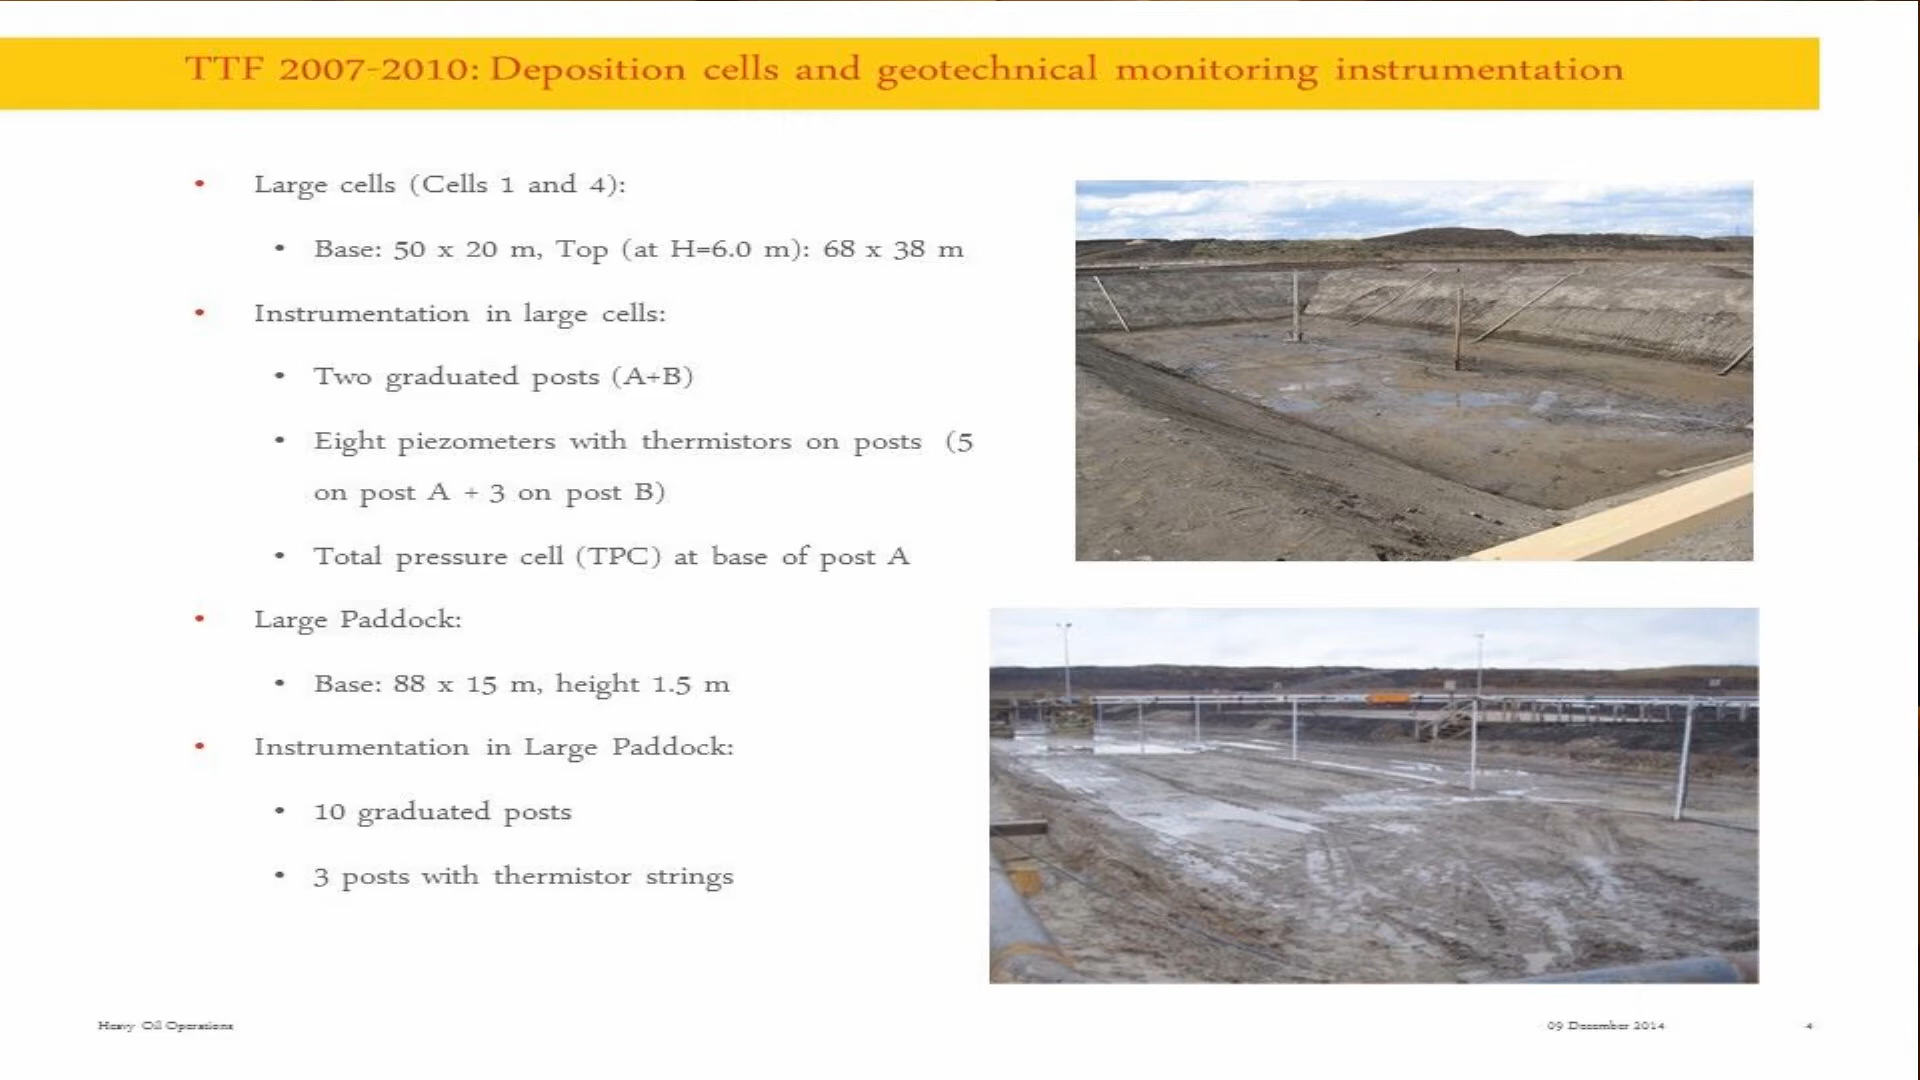 TTF 2007-2010: Deposition cells and geotechnical monitoring instrumentation
• Large cells (Cells 1 and 4):
• Base: 50 x 20 m, Top (at H=6.0 m): 68 x 38 m
• Instrumentation in large cells:
• Two graduated posts (A+B)
• Eight piezometers with thermistors on posts (5
on post A + 3 on post B)
• Total pressure cell (TPC) at base of post A
• Large Paddock:
• Base: 88 x 15 m, height 1.5 m
• Instrumentation in Large Paddock:
• 10 graduated posts
• 3 posts with thermistor strings
Heavy Oil Operations
09 December 2014
4